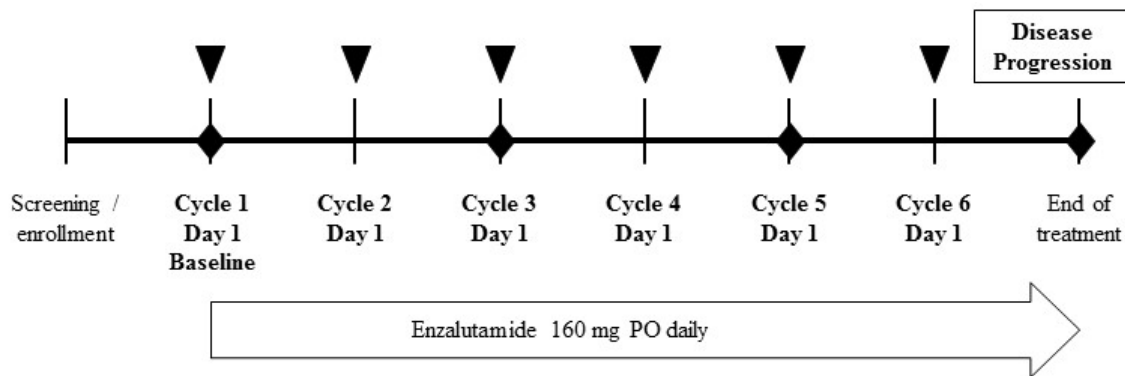 Disease
Progression
Screening /
enrollment
Cycle 1
Day 1
Baseline
Cycle 2
Day 1
Cycle 3
Day 1
Cycle 4
Day 1
Cycle 5
Day 1
Cycle 6
Day 1
End of
treatment
Enzalutamide 160 mg PO daily